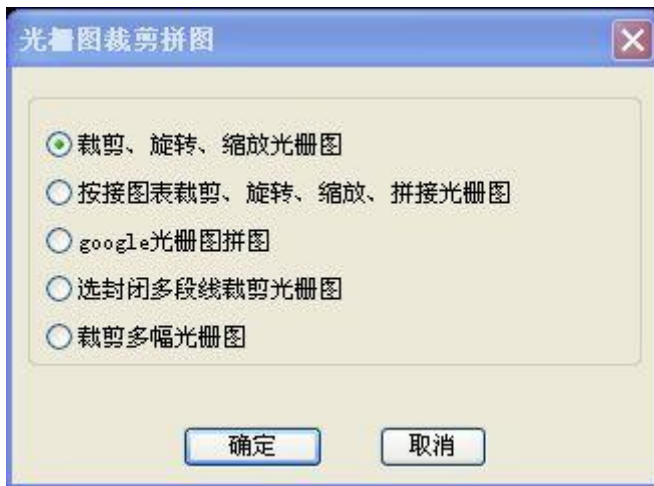 光栅图裁剪拼图
裁剪、旋转、缩放光栅图
按接图表裁剪、旋转、缩放、拼接光栅图
google光栅图拼图
选封闭多段线裁剪光栅图
裁剪多幅光栅图
确定
取消